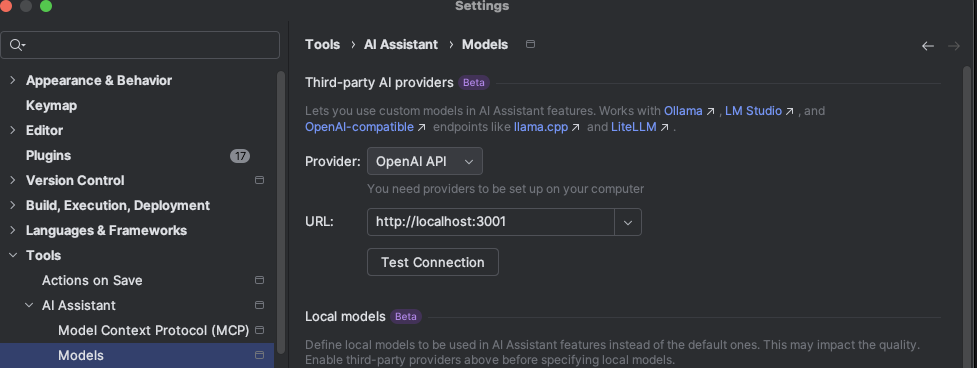 Settings
Appearance & Behavior
Keymap
Editor
Plugins 17
Version Control
Build, Execution, Deployment
Languages & Frameworks
Tools
Actions on Save
AI Assistant
Model Context Protocol (MCP)
Models
Tools › AI Assistant › Models
Third-party AI providers Beta
Lets you use custom models in AI Assistant features. Works with Ollama ↗ , LM Studio ↗ , and
OpenAI-compatible ↗ endpoints like llama.cpp ↗ and LiteLLM ↗ .
Provider: OpenAI API
You need providers to be set up on your computer
URL: http://localhost:3001
Test Connection
Local models Beta
Define local models to be used in AI Assistant features instead of the default ones. This may impact the quality.
Enable third-party providers above before specifying local models.